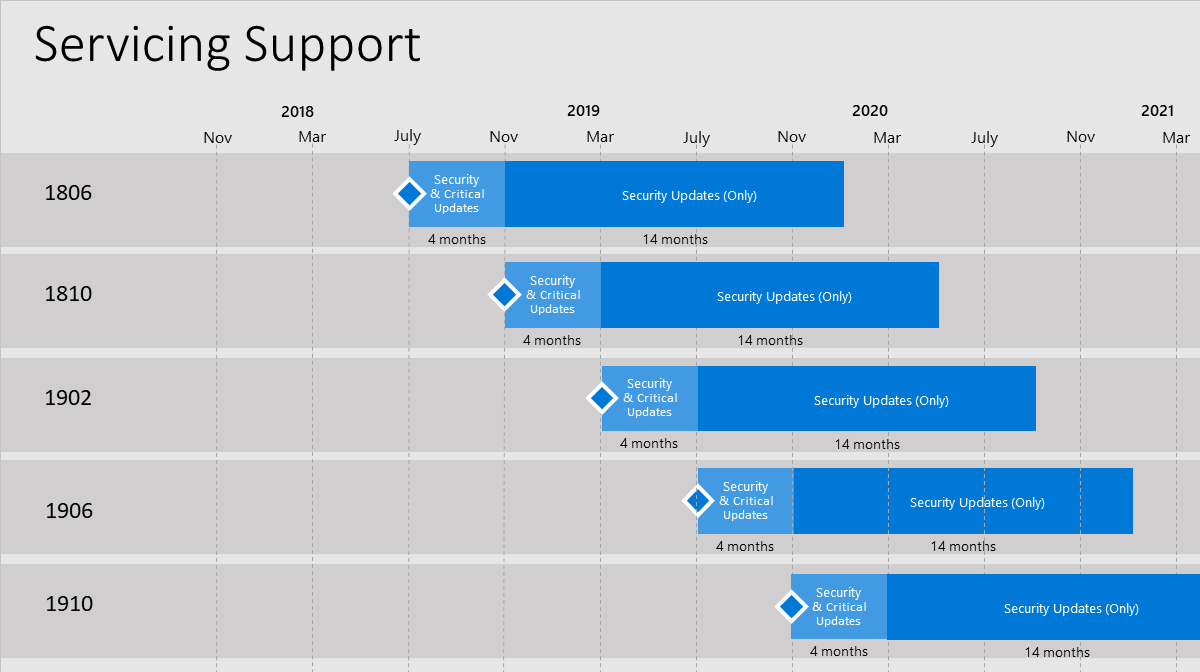 Servicing Support
2018 2019 2020 2021
Nov Mar July Nov Mar July Nov Mar July Nov Mar
1806
Security
& Critical
Updates
Security Updates (Only)
4 months 14 months
1810
Security
& Critical
Updates
Security Updates (Only)
4 months 14 months
1902
Security
& Critical
Updates
Security Updates (Only)
4 months 14 months
1906
Security
& Critical
Updates
Security Updates (Only)
4 months 14 months
1910
Security
& Critical
Updates
Security Updates (Only)
4 months 14 months